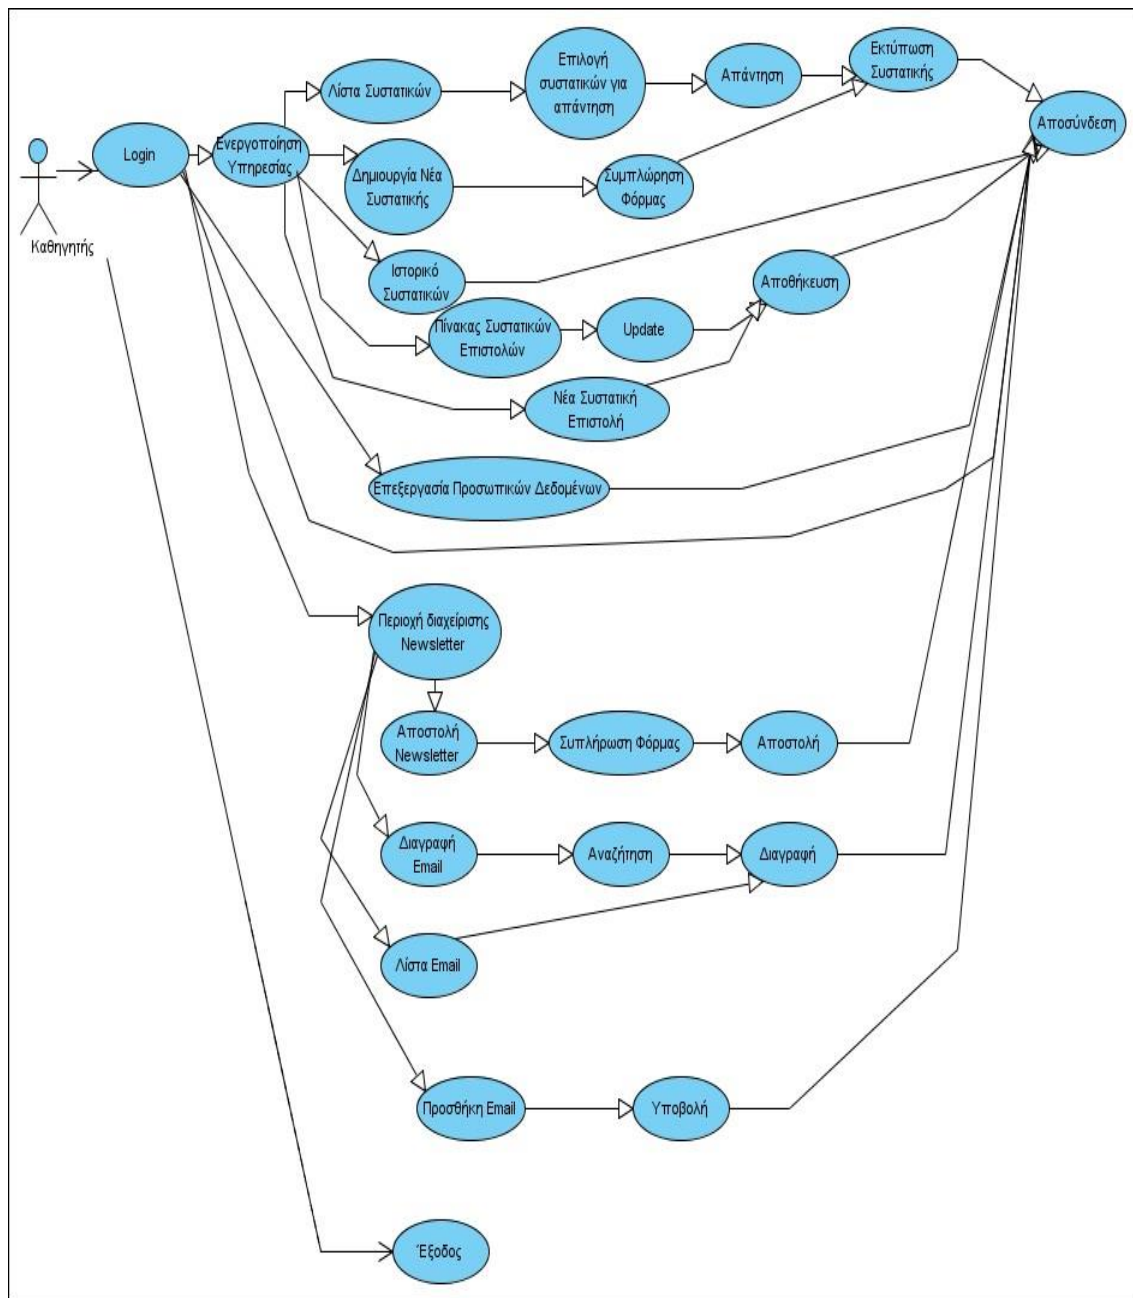 Καθηγητής
Login
Ενεργοποίηση
Υπηρεσίας
Λίστα Συστατικών
Επιλογή
συστατικών για
απάντηση
Απάντηση
Εκτύπωση
Συστατικής
Αποσύνδεση
Δημιουργία Νέα
Συστατικής
Συμπλώρηση
Φόρμας
Ιστορικό
Συστατικών
Αποθήκευση
Πίνακας Συστατικών
Επιστολών
Update
Νέα Συστατική
Επιστολή
Επεξεργασία Προσωπικών Δεδομένων
Περιοχή διαχείρισης
Newsletter
Αποστολή
Newsletter
Συπλήρωση Φόρμας
Αποστολή
Διαγραφή
Email
Αναζήτηση
Διαγραφή
Λίστα Email
Προσθήκη Email
Υποβολή
Έξοδος